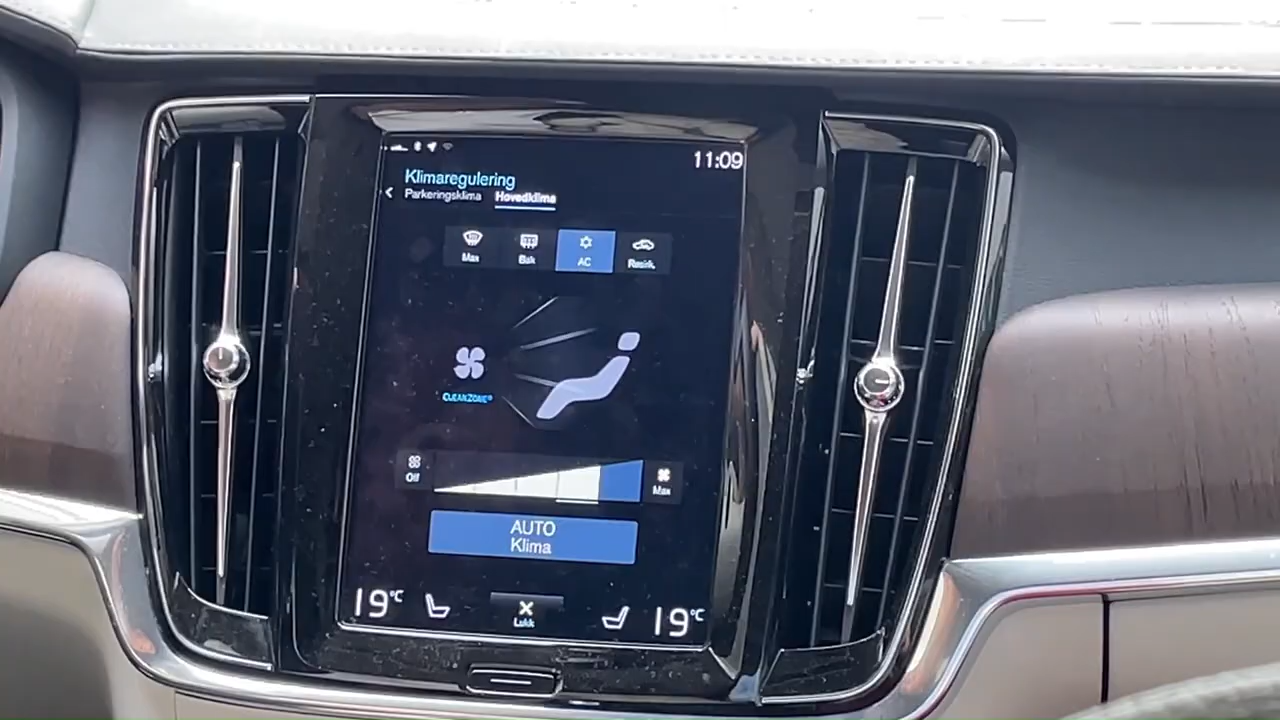 11:09
Klimaregulering
Parkeringsklima Hovedklima
Max Bak AC Resirk.
CLEANZONE®
Off Max
AUTO
Klima
19°C Lukk 19°C